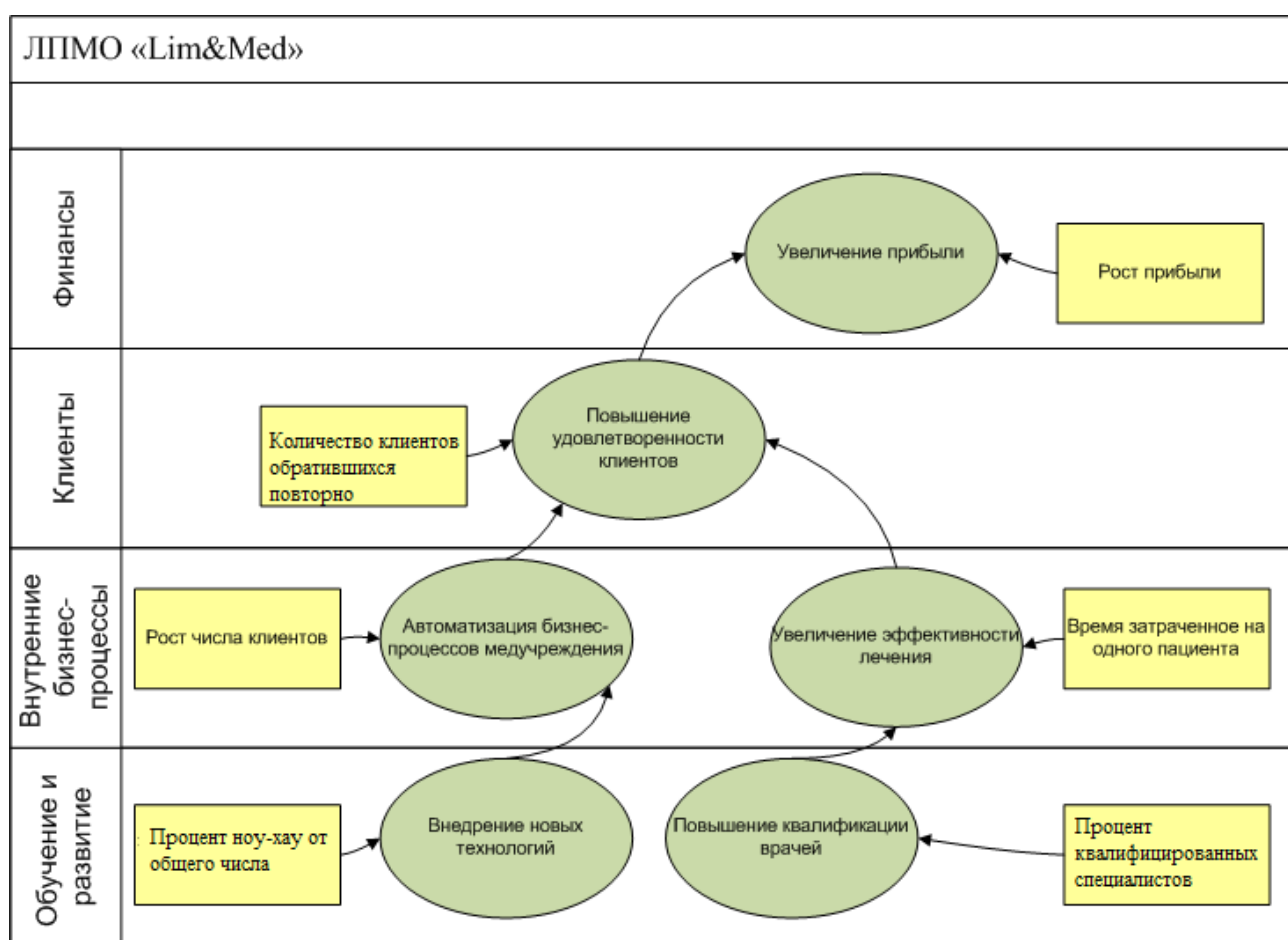 ЛПМО «Lim&Med»
Финансы
Увеличение прибыли
Рост прибыли
Клиенты
Количество клиентов
обратившихся
повторно
Повышение
удовлетворенности
клиентов
Внутренние
бизнес-
процессы
Рост числа клиентов
Автоматизация бизнес-
процессов медучреждения
Увеличение эффективности
лечения
Время затраченное на
одного пациента
Обучение и
развитие
Процент ноу-хау от
общего числа
Внедрение новых
технологий
Повышение квалификации
врачей
Процент
квалифицированных
специалистов